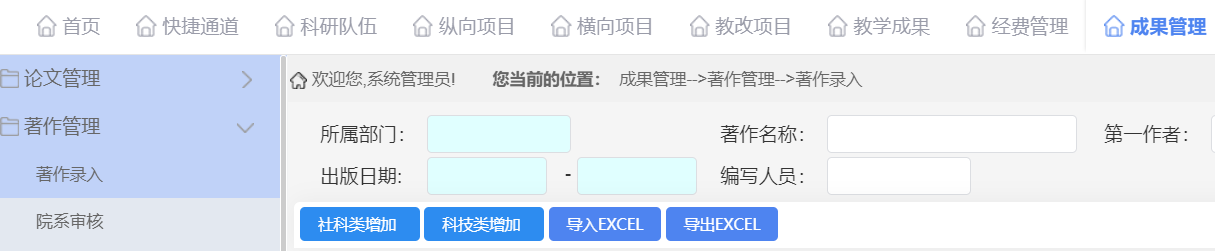 首页 快捷通道 科研队伍 纵向项目 横向项目 教改项目 教学成果 经费管理 成果管理
论文管理
著作管理
著作录入
院系审核
欢迎您,系统管理员! 您当前的位置： 成果管理-->著作管理-->著作录入
所属部门： 著作名称： 第一作者：
出版日期: - 编写人员：
社科类增加 科技类增加 导入EXCEL 导出EXCEL